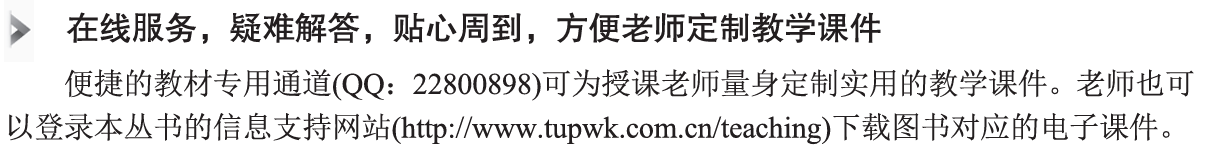 在线服务，疑难解答，贴心周到，方便老师定制教学课件
便捷的教材专用通道(QQ：22800898)可为授课老师量身定制实用的教学课件。老师也可
以登录本丛书的信息支持网站(http://www.tupwk.com.cn/teaching)下载图书对应的电子课件。